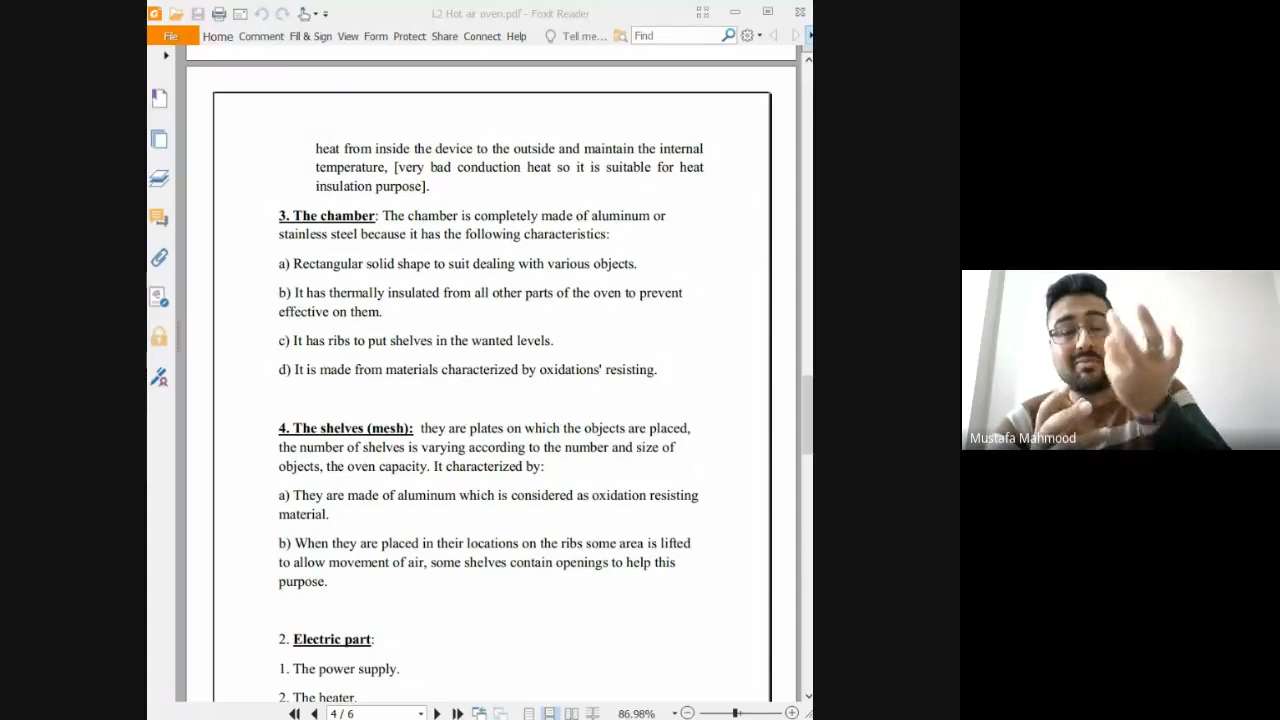 L2 Hot air oven.pdf - Foxit Reader
File Home Comment Fill & Sign View Form Protect Share Connect Help Tell me... Find
heat from inside the device to the outside and maintain the internal
temperature, [very bad conduction heat so it is suitable for heat
insulation purpose].
3. The chamber: The chamber is completely made of aluminum or
stainless steel because it has the following characteristics:
a) Rectangular solid shape to suit dealing with various objects.
b) It has thermally insulated from all other parts of the oven to prevent
effective on them.
c) It has ribs to put shelves in the wanted levels.
d) It is made from materials characterized by oxidations' resisting.
4. The shelves (mesh): they are plates on which the objects are placed,
the number of shelves is varying according to the number and size of
objects, the oven capacity. It characterized by:
a) They are made of aluminum which is considered as oxidation resisting
material.
b) When they are placed in their locations on the ribs some area is lifted
to allow movement of air, some shelves contain openings to help this
purpose.
2. Electric part:
1. The power supply.
2. The heater.
4 / 6
86.98%
Mustafa Mahmood